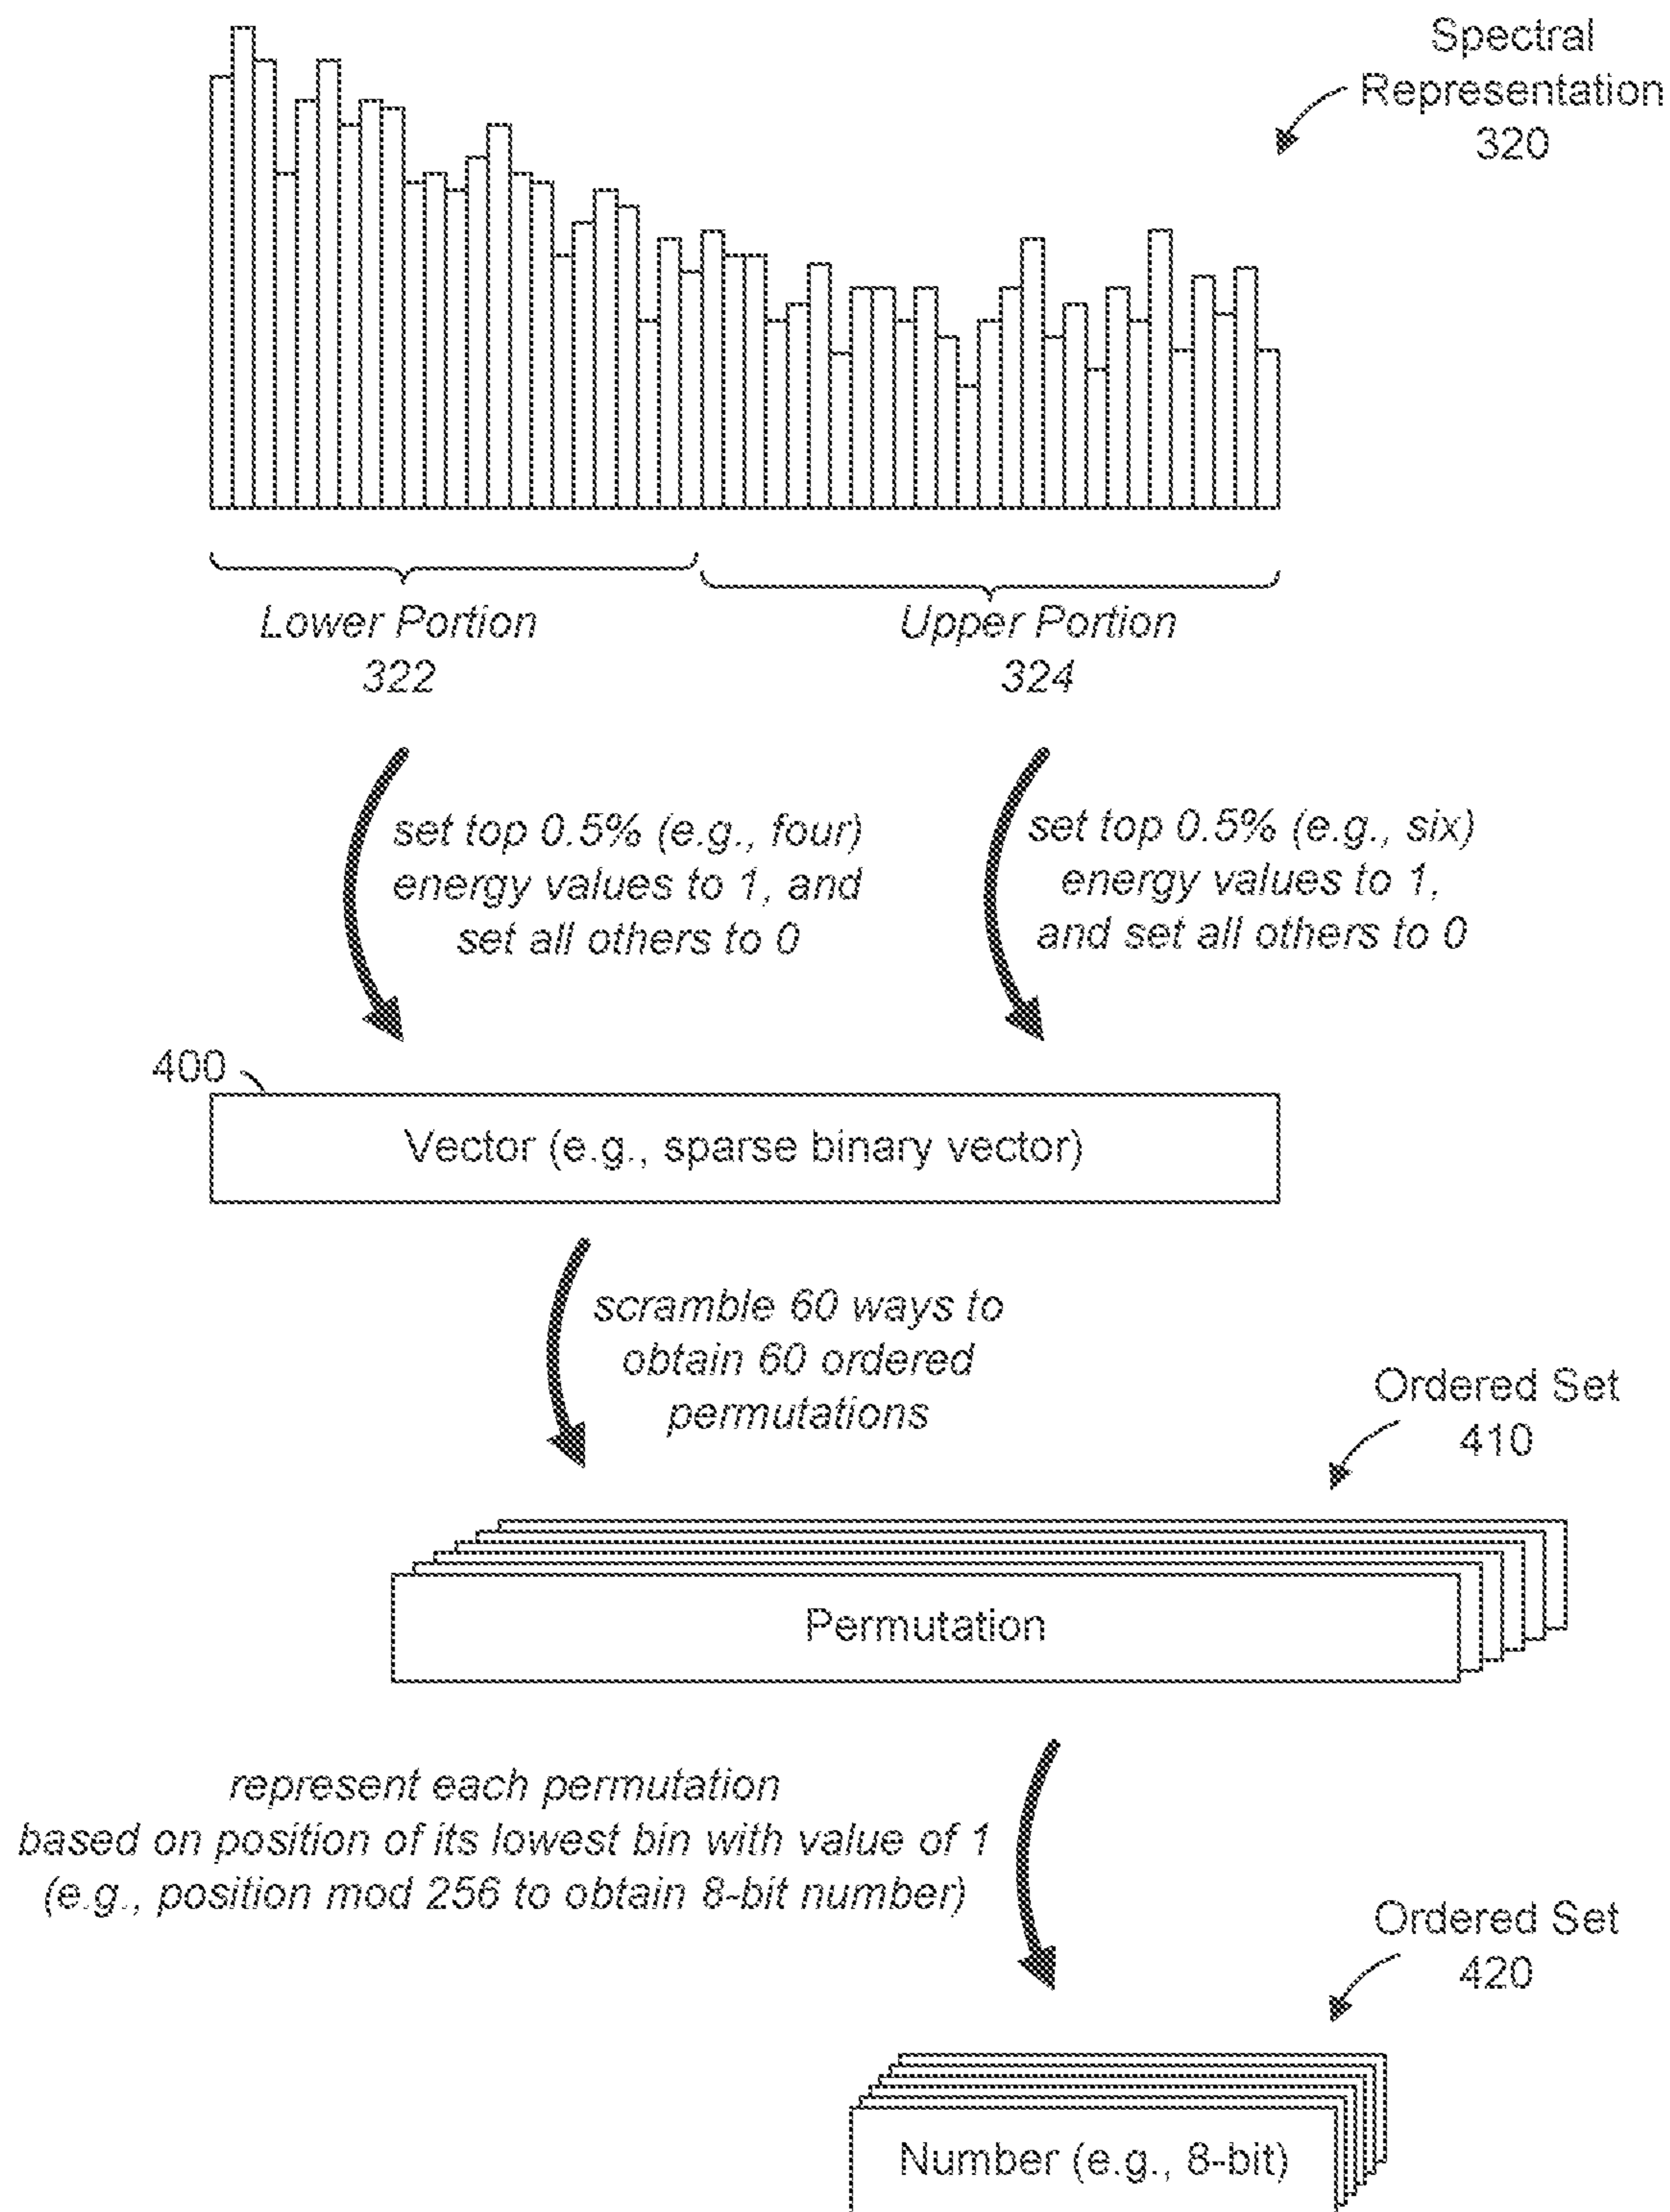 Spectral
Representation
320
Lower Portion
322
Upper Portion
324
set top 0.5% (e.g., four)
energy values to 1, and
set all others to 0
set top 0.5% (e.g., six)
energy values to 1,
and set all others to 0
400
Vector (e.g., sparse binary vector)
scramble 60 ways to
obtain 60 ordered
permutations
Ordered Set
410
Permutation
represent each permutation
based on position of its lowest bin with value of 1
(e.g., position mod 256 to obtain 8-bit number)
Ordered Set
420
Number (e.g., 8-bit)